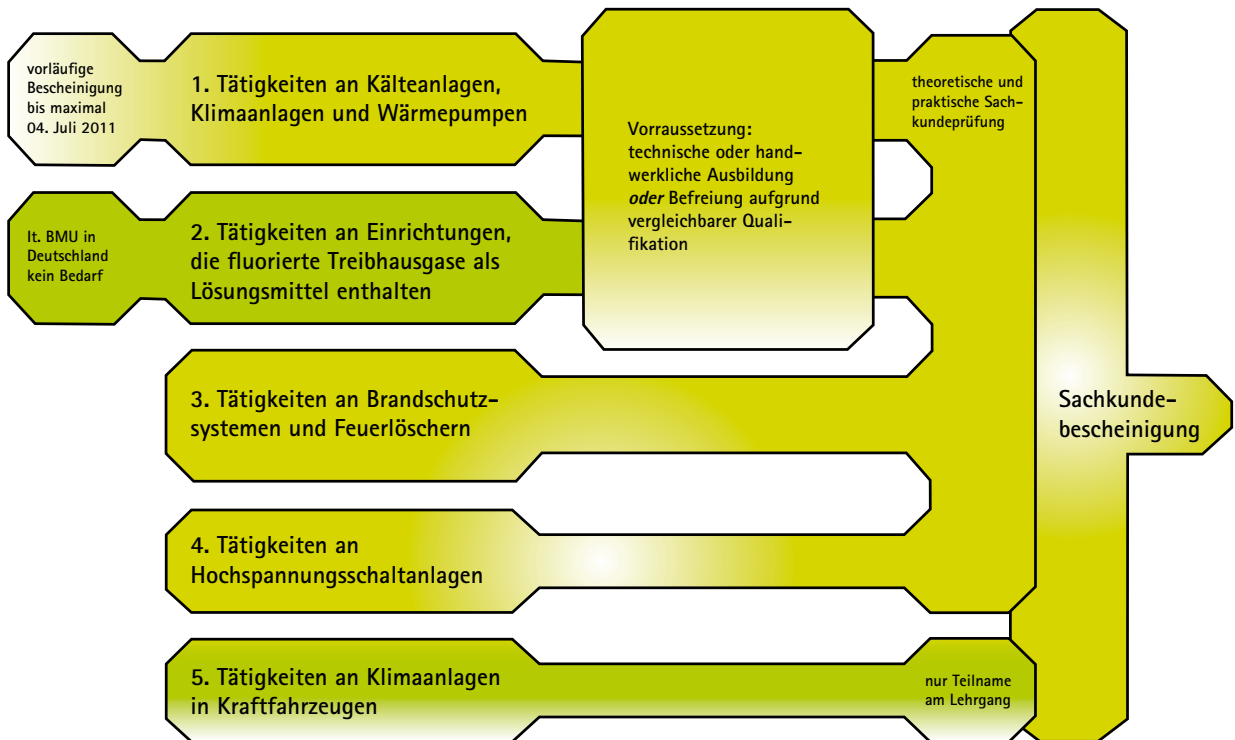 vorläufige
Bescheinigung
bis maximal
04. Juli 2011
1. Tätigkeiten an Kälteanlagen,
Klimaanlagen und Wärmepumpen
Vorraussetzung:
technische oder hand-
werkliche Ausbildung
oder Befreiung aufgrund
vergleichbarer Quali-
fikation
theoretische und
praktische Sach-
kundeprüfung
lt. BMU in
Deutschland
kein Bedarf
2. Tätigkeiten an Einrichtungen,
die fluorierte Treibhausgase als
Lösungsmittel enthalten
3. Tätigkeiten an Brandschutz-
systemen und Feuerlöschern
Sachkunde-
bescheinigung
4. Tätigkeiten an
Hochspannungsschaltanlagen
5. Tätigkeiten an Klimaanlagen
in Kraftfahrzeugen
nur Teilname
am Lehrgang